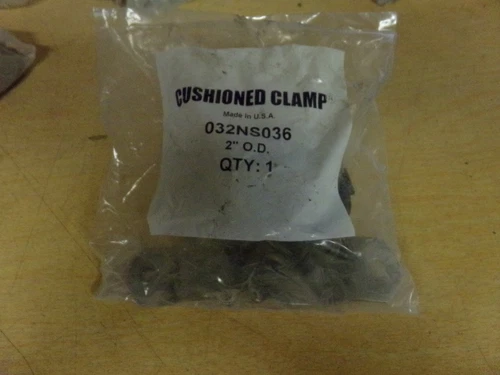 CUSHIONED CLAMP
Made In U.S.A.
032NS036
2" O.D.
QTY: 1